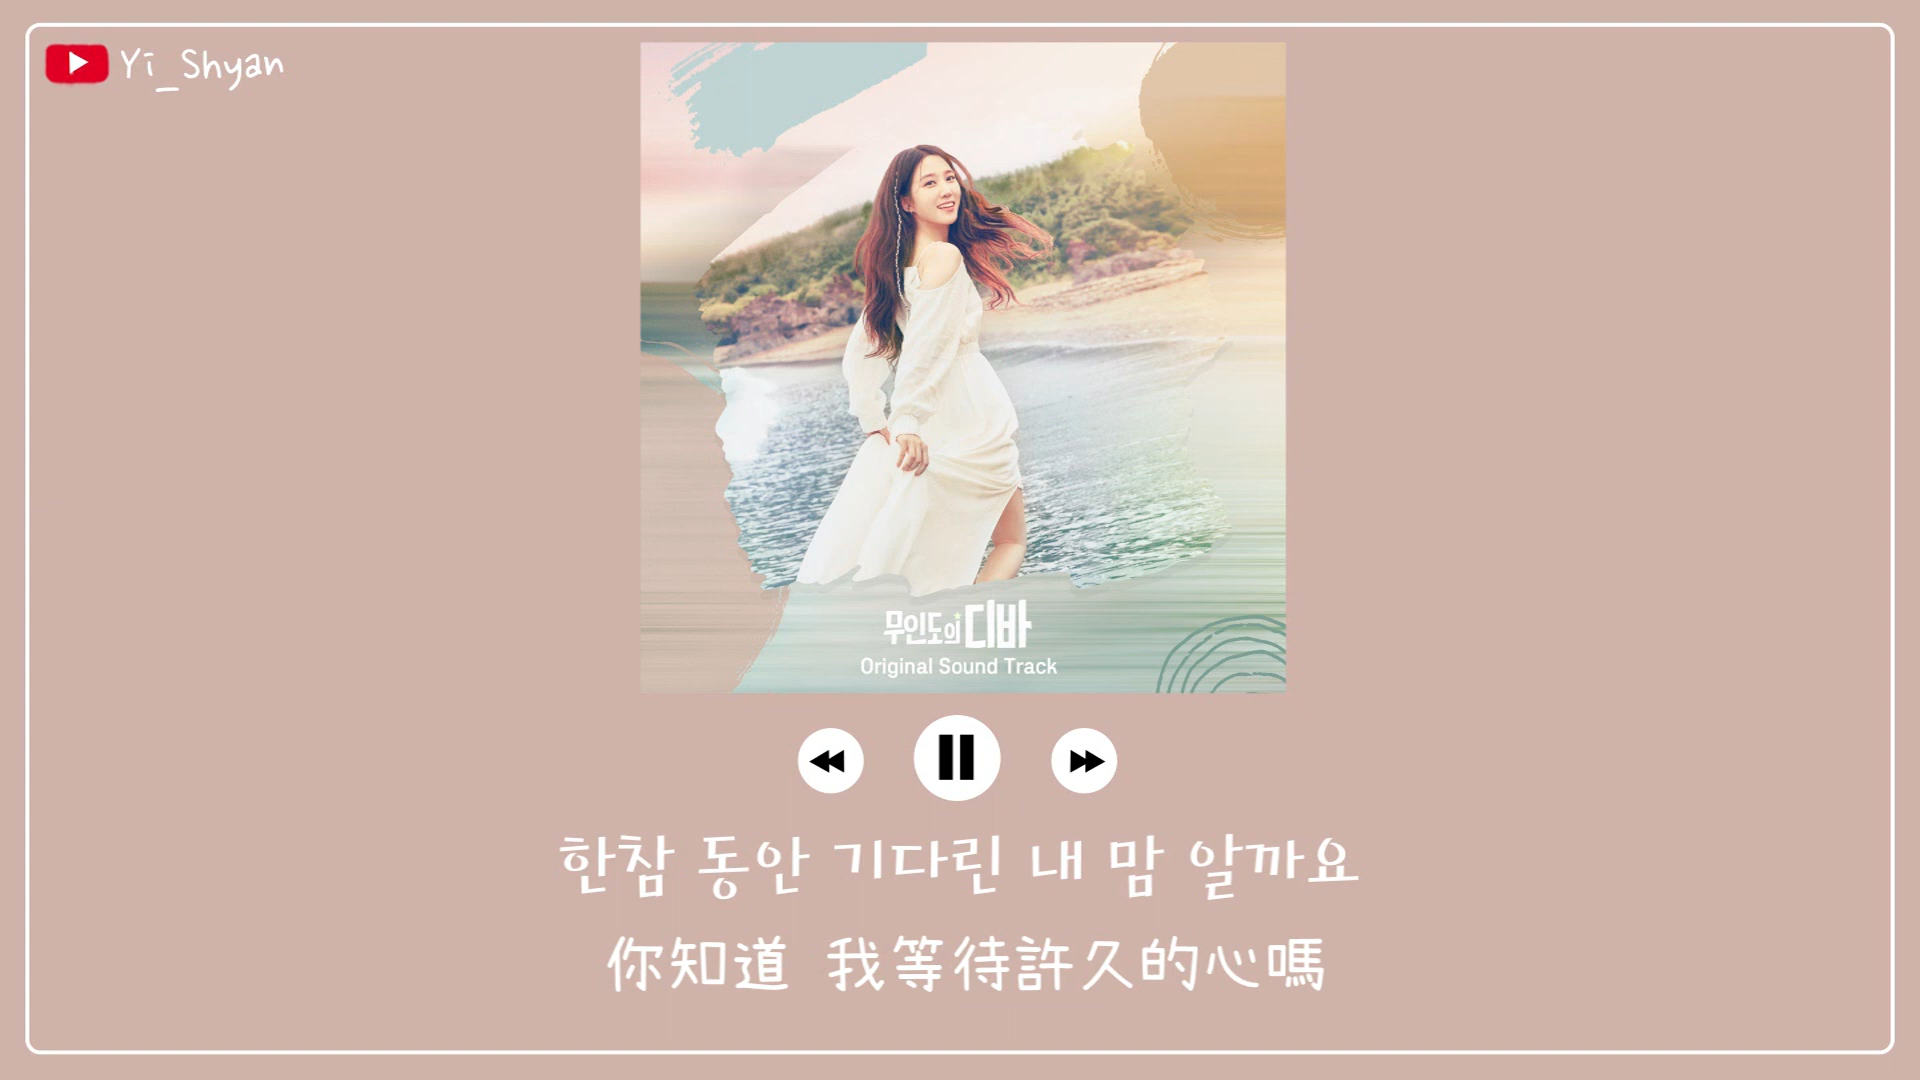 Yi_Shyan
무인도의 디바
Original Sound Track
한참 동안 기다린 내 맘 알까요
你知道 我等待許久的心嗎